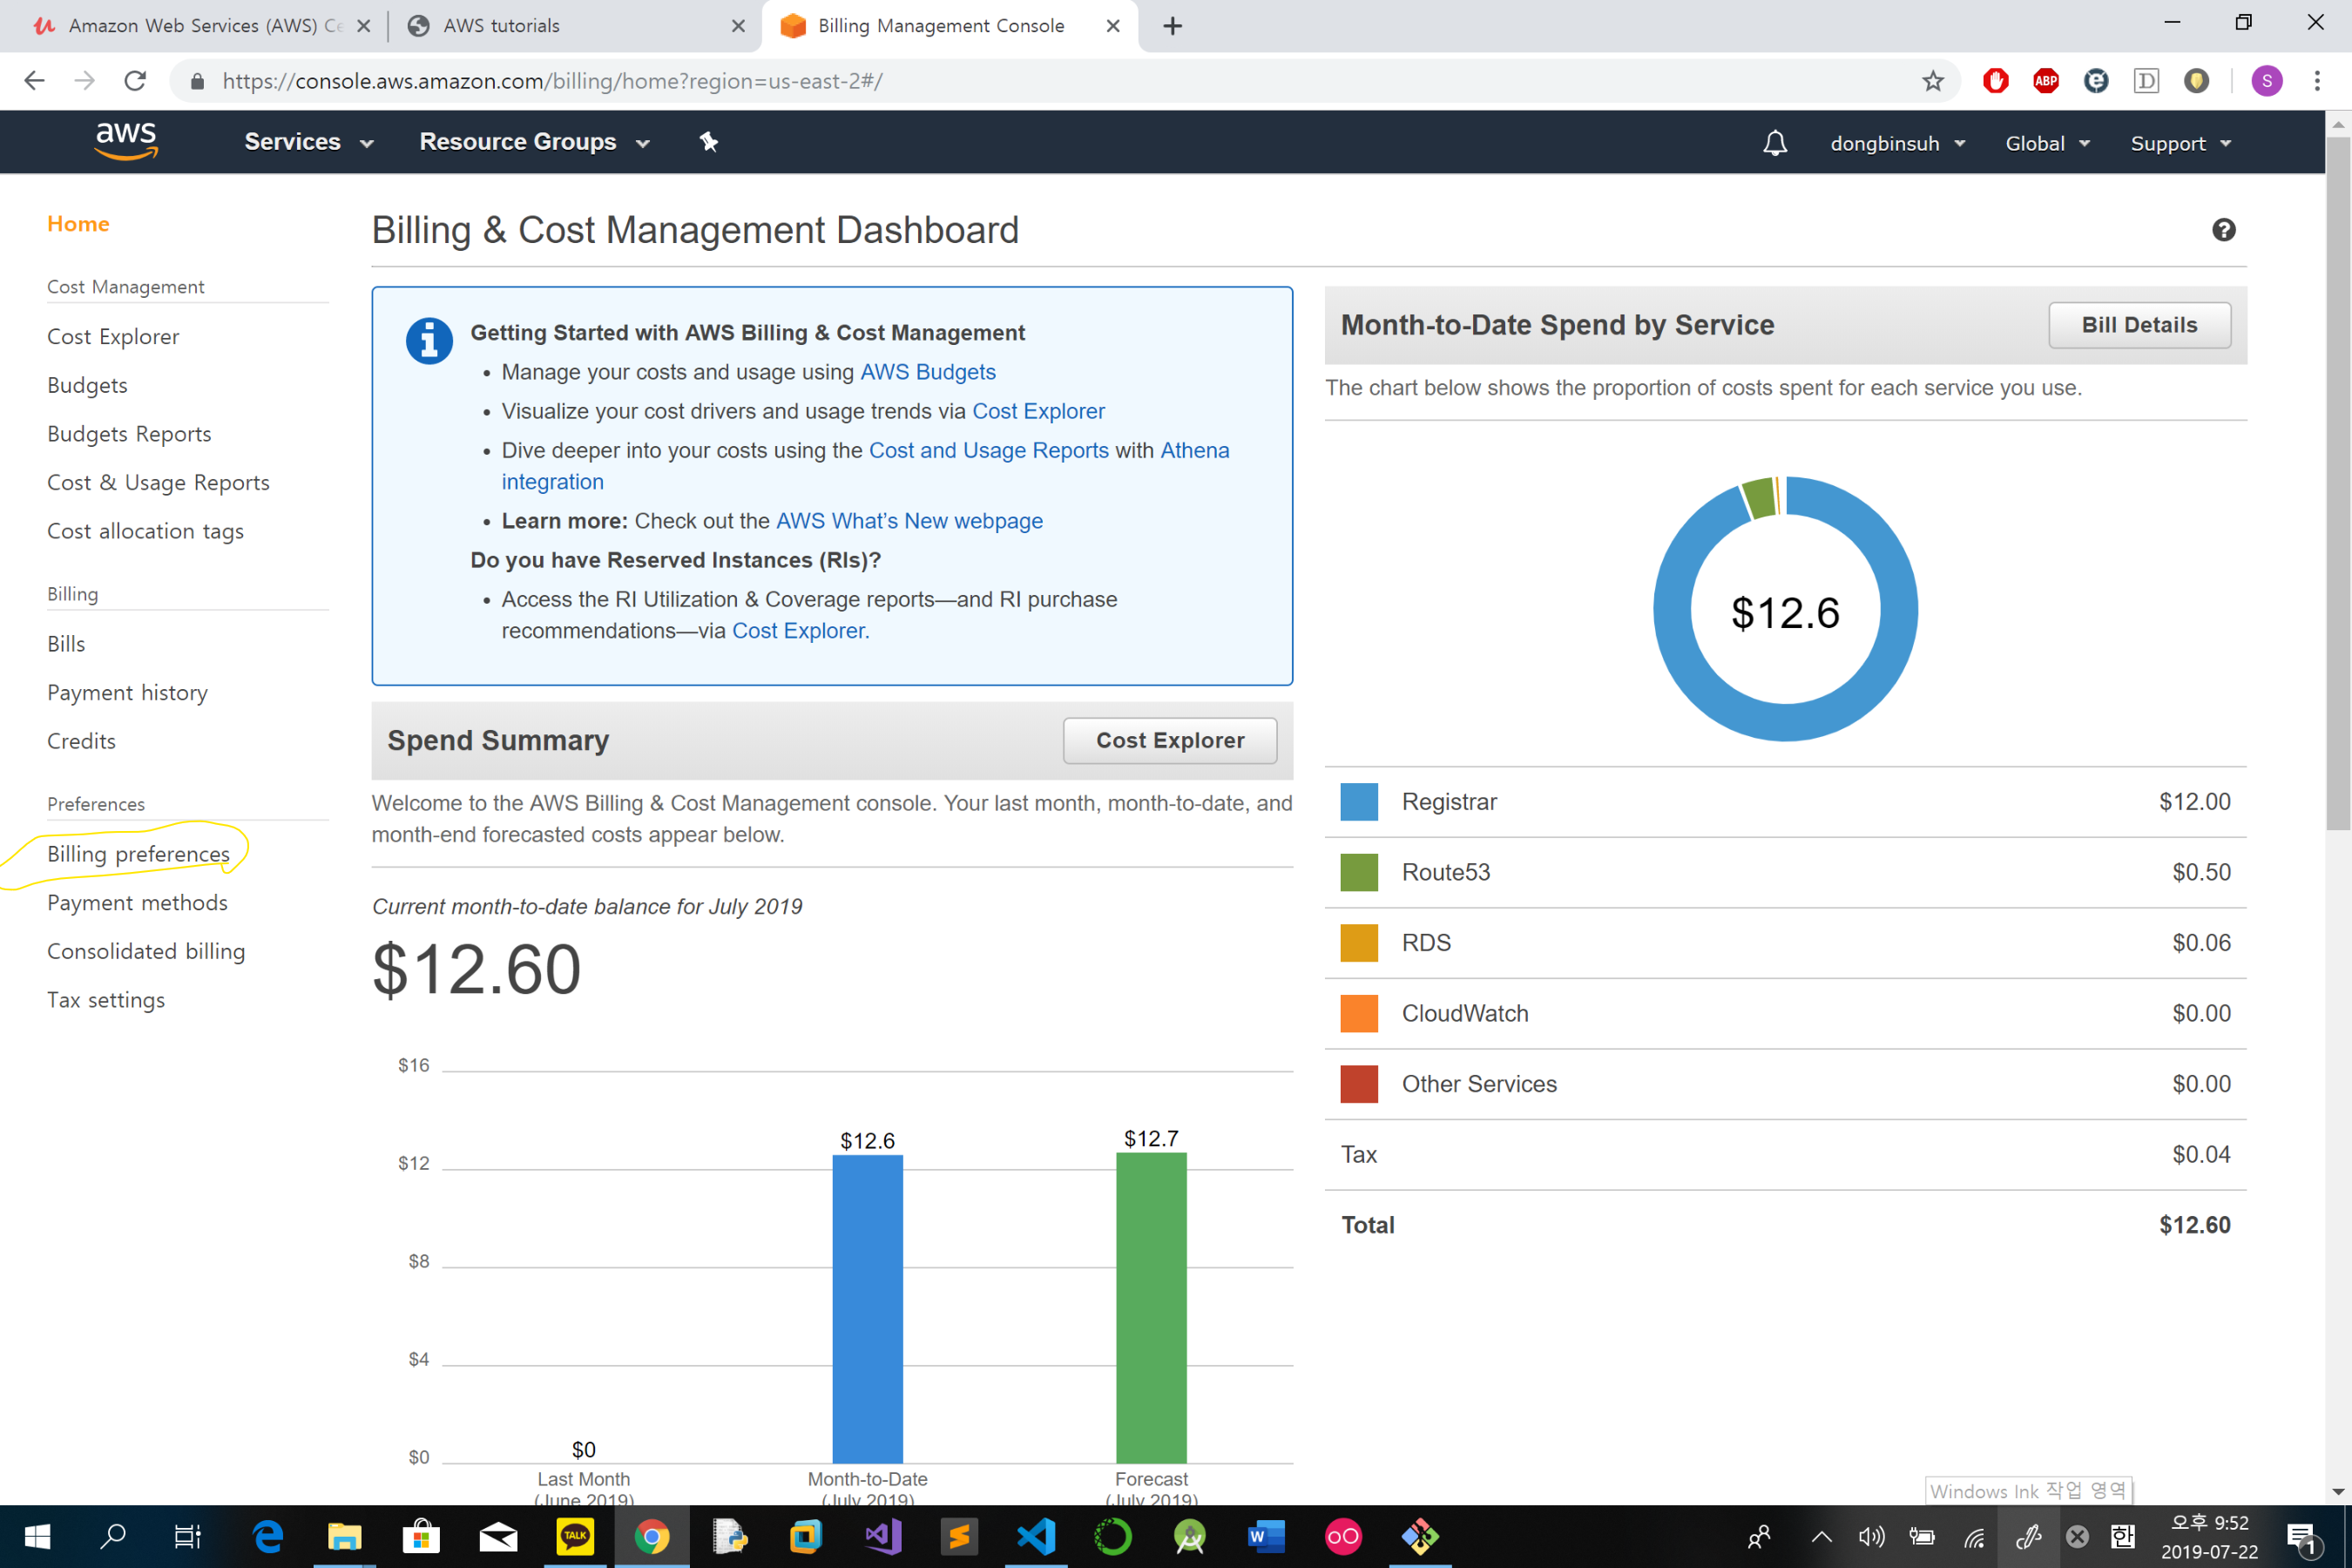 Amazon Web Services (AWS) Ce
AWS tutorials
Billing Management Console
https://console.aws.amazon.com/billing/home?region=us-east-2#/
ABP
D
S
aws
Services
Resource Groups
dongbinsuh
Global
Support
Home
Cost Management
Cost Explorer
Budgets
Budgets Reports
Cost & Usage Reports
Cost allocation tags
Billing
Bills
Payment history
Credits
Preferences
Billing preferences
Payment methods
Consolidated billing
Tax settings
Billing & Cost Management Dashboard
?
Getting Started with AWS Billing & Cost Management
• Manage your costs and usage using AWS Budgets
• Visualize your cost drivers and usage trends via Cost Explorer
• Dive deeper into your costs using the Cost and Usage Reports with Athena
integration
• Learn more: Check out the AWS What’s New webpage
Do you have Reserved Instances (RIs)?
• Access the RI Utilization & Coverage reports—and RI purchase
recommendations—via Cost Explorer.
Spend Summary
Cost Explorer
Welcome to the AWS Billing & Cost Management console. Your last month, month-to-date, and
month-end forecasted costs appear below.
Current month-to-date balance for July 2019
$12.60
$16
$12
$8
$4
$0
$0
$12.6
$12.7
Last Month
(June 2019)
Month-to-Date
(July 2019)
Forecast
(July 2019)
Month-to-Date Spend by Service
Bill Details
The chart below shows the proportion of costs spent for each service you use.
$12.6
Registrar $12.00
Route53 $0.50
RDS $0.06
CloudWatch $0.00
Other Services $0.00
Tax $0.04
Total $12.60
Windows Ink 작업 영역
TALK
W
한
오후 9:52
2019-07-22
1